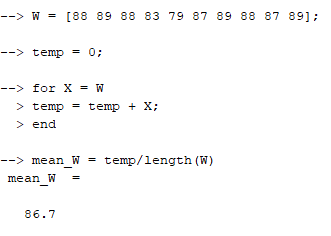 --> W = [88 89 88 83 79 87 89 88 87 89];
--> temp = 0;
--> for X = W
  > temp = temp + X;
  > end
--> mean_W = temp/length(W)
 mean_W  =
   86.7